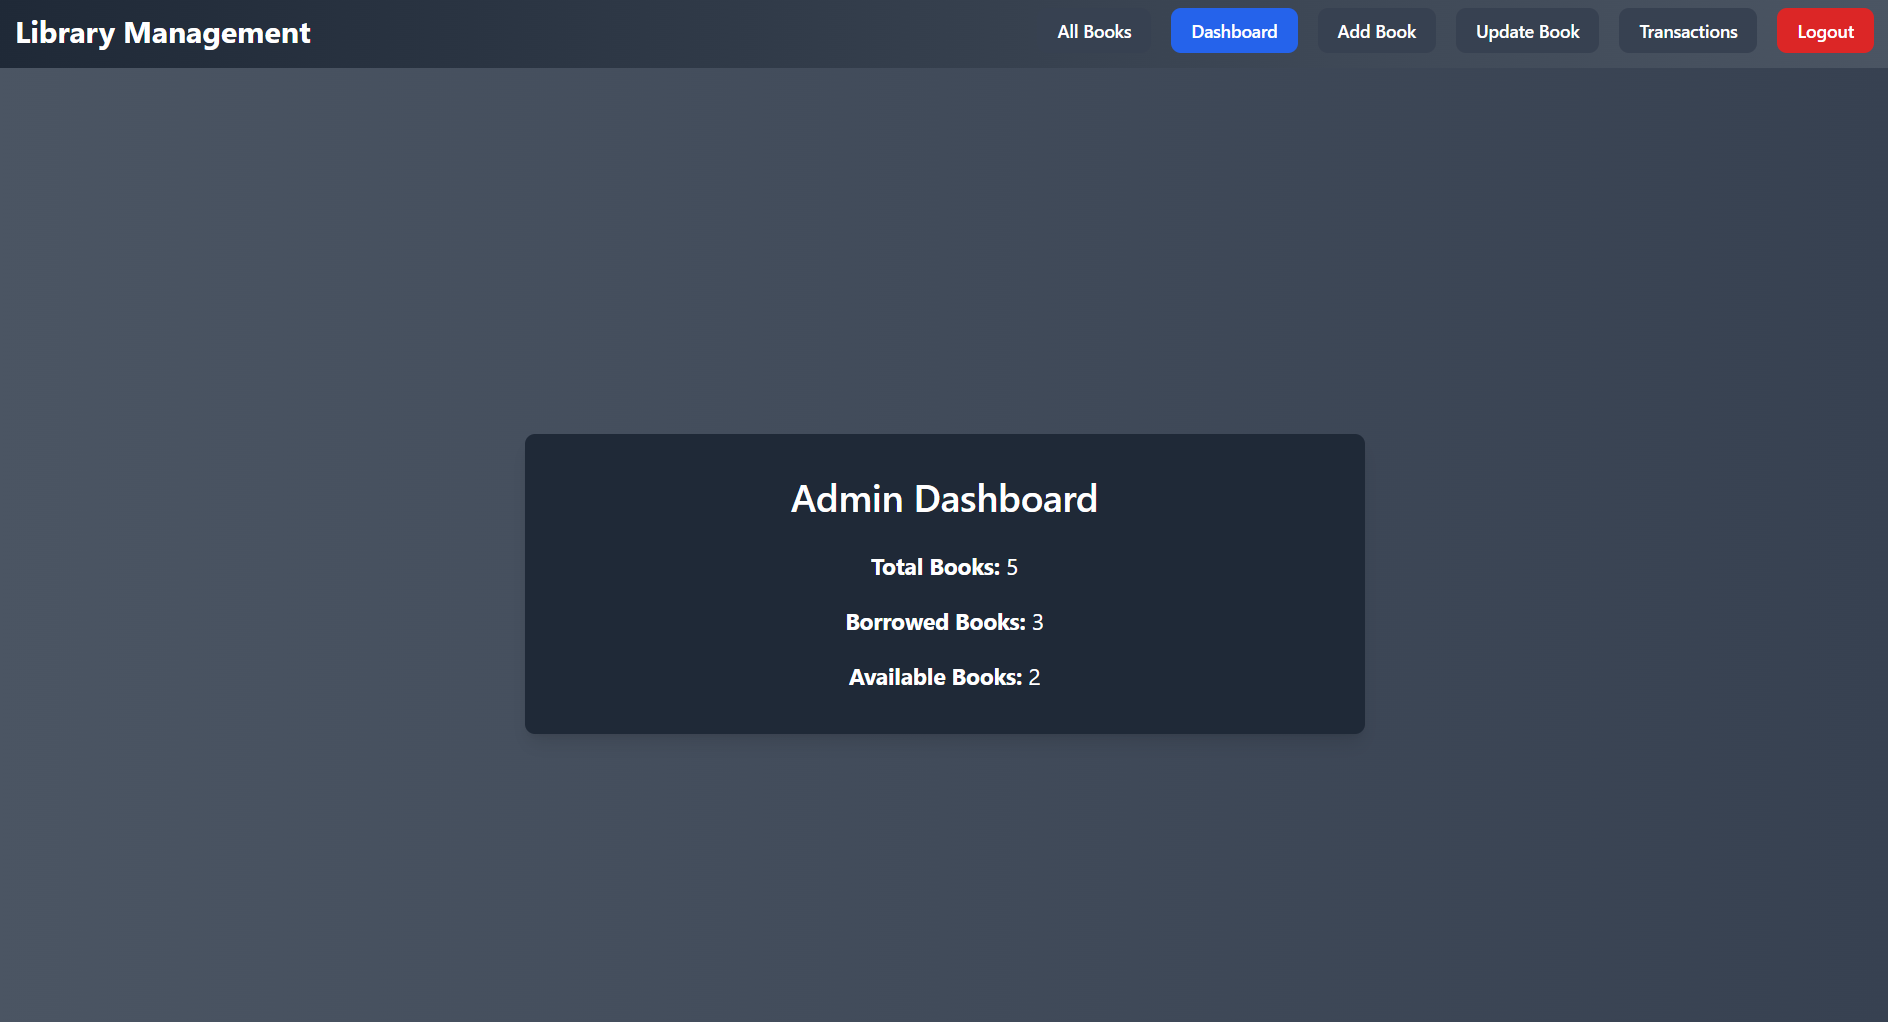 Library Management
All Books
Dashboard
Add Book
Update Book
Transactions
Logout
Admin Dashboard
Total Books: 5
Borrowed Books: 3
Available Books: 2